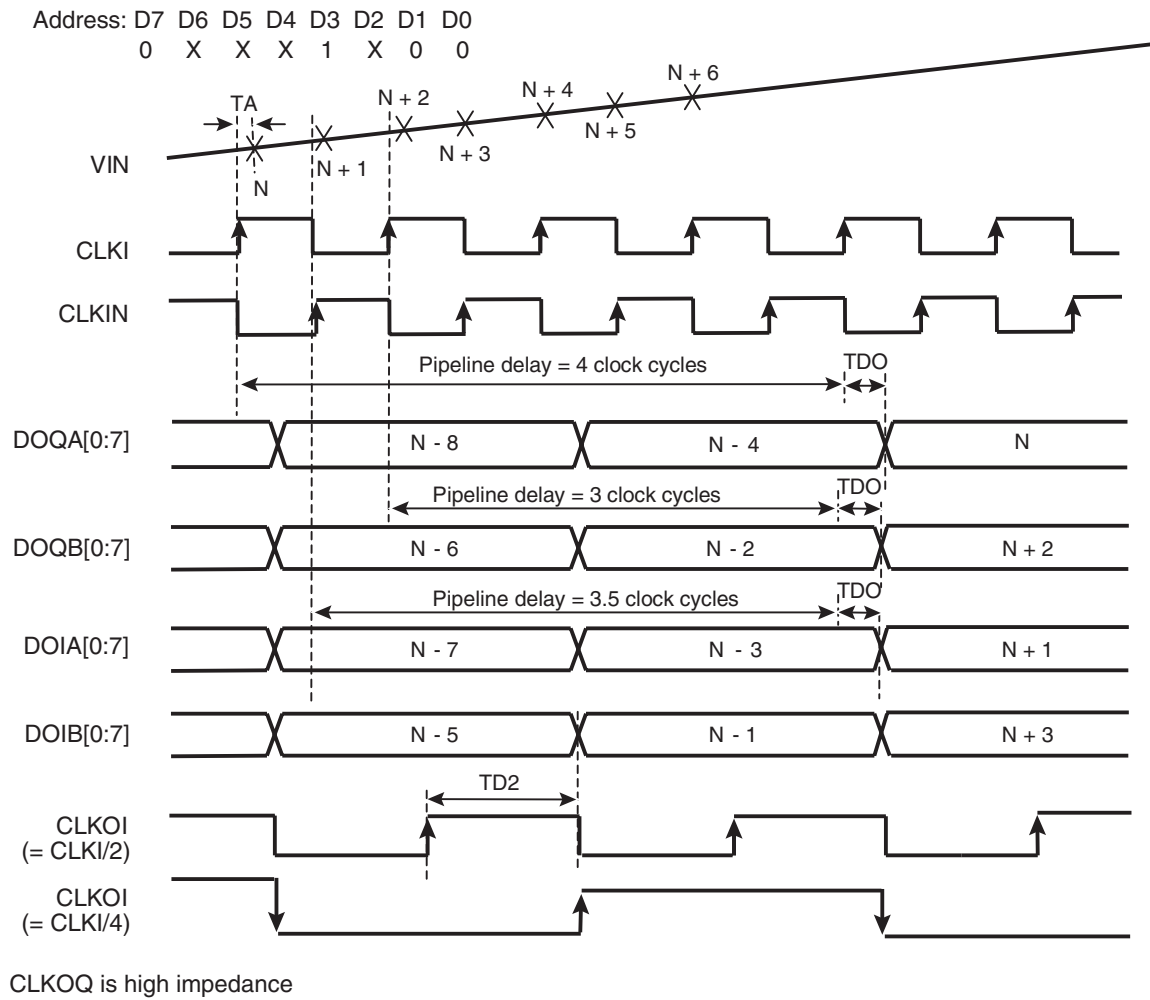 Address: D7 D6 D5 D4 D3 D2 D1 D0
0 X X X 1 X 0 0
N + 6
N + 4
N + 2
TA
N + 5
N + 3
N + 1
VIN
N
CLKI
CLKIN
Pipeline delay = 4 clock cycles
TDO
DOQA[0:7]
N - 8
N - 4
N
Pipeline delay = 3 clock cycles
TDO
DOQB[0:7]
N - 6
N - 2
N + 2
Pipeline delay = 3.5 clock cycles
TDO
DOIA[0:7]
N - 7
N - 3
N + 1
DOIB[0:7]
N - 5
N - 1
N + 3
TD2
CLKOI
(= CLKI/2)
CLKOI
(= CLKI/4)
CLKOQ is high impedance